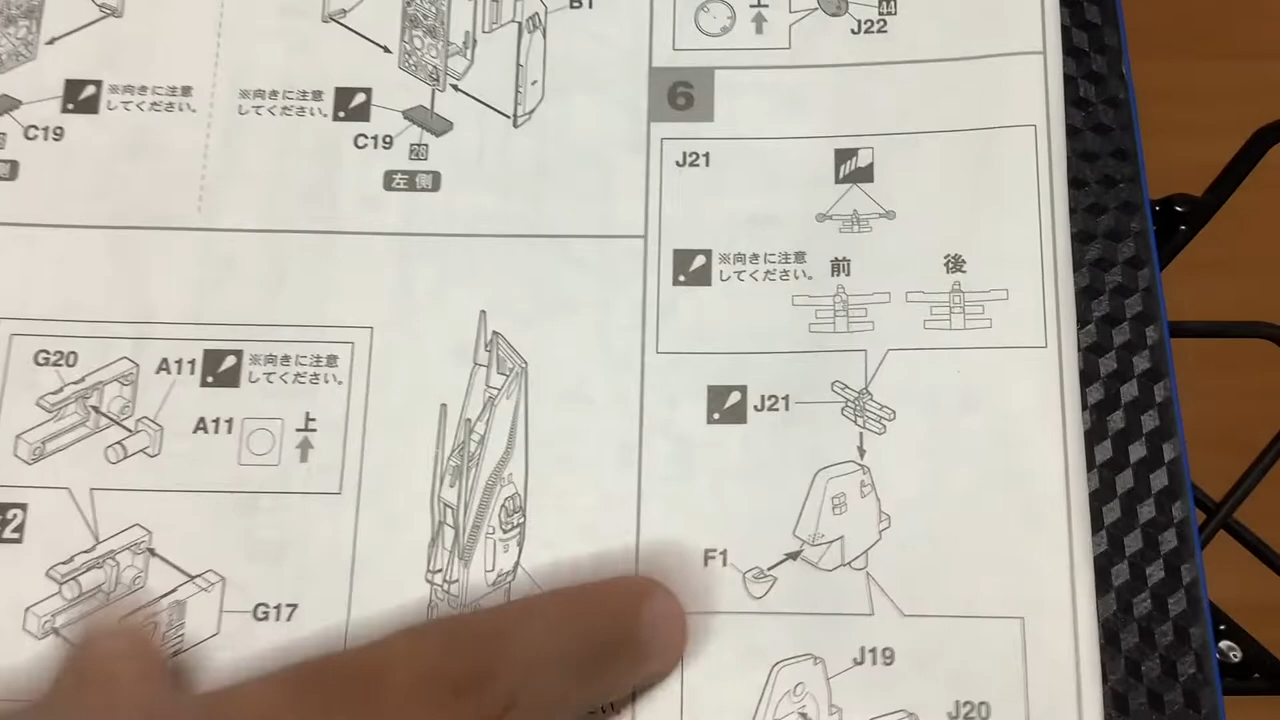 B1
※向きに注意
してください。
C19
側
※向きに注意
してください。
C19
28
左側
上
44
J22
6
J21
※向きに注意
してください。
前
後
J21
F1
J19
J20
G20
A11
※向きに注意
してください。
A11
上
×2
G17